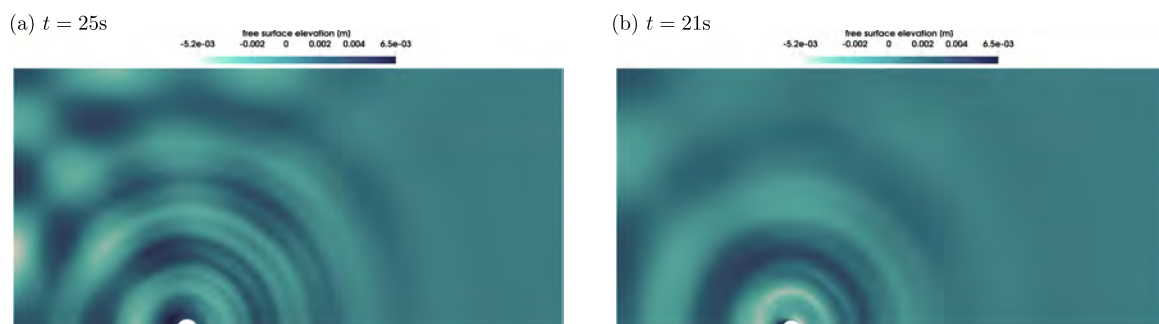 (a) t = 25s
free surface elevation [m]
-5.2e-03 -0.002 0 0.002 0.004 6.5e-03
(b) t = 21s
free surface elevation [m]
-5.2e-03 -0.002 0 0.002 0.004 6.5e-03